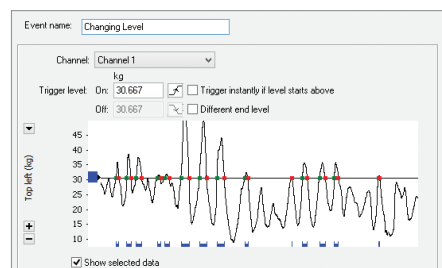 Event name: Changing Level
Channel: Channel 1
kg
Trigger level: On: 30.667 Trigger instantly if level starts above
Off: 30.667 Different end level
Top left (kg)
45
40
35
30
25
20
15
10
Show selected data